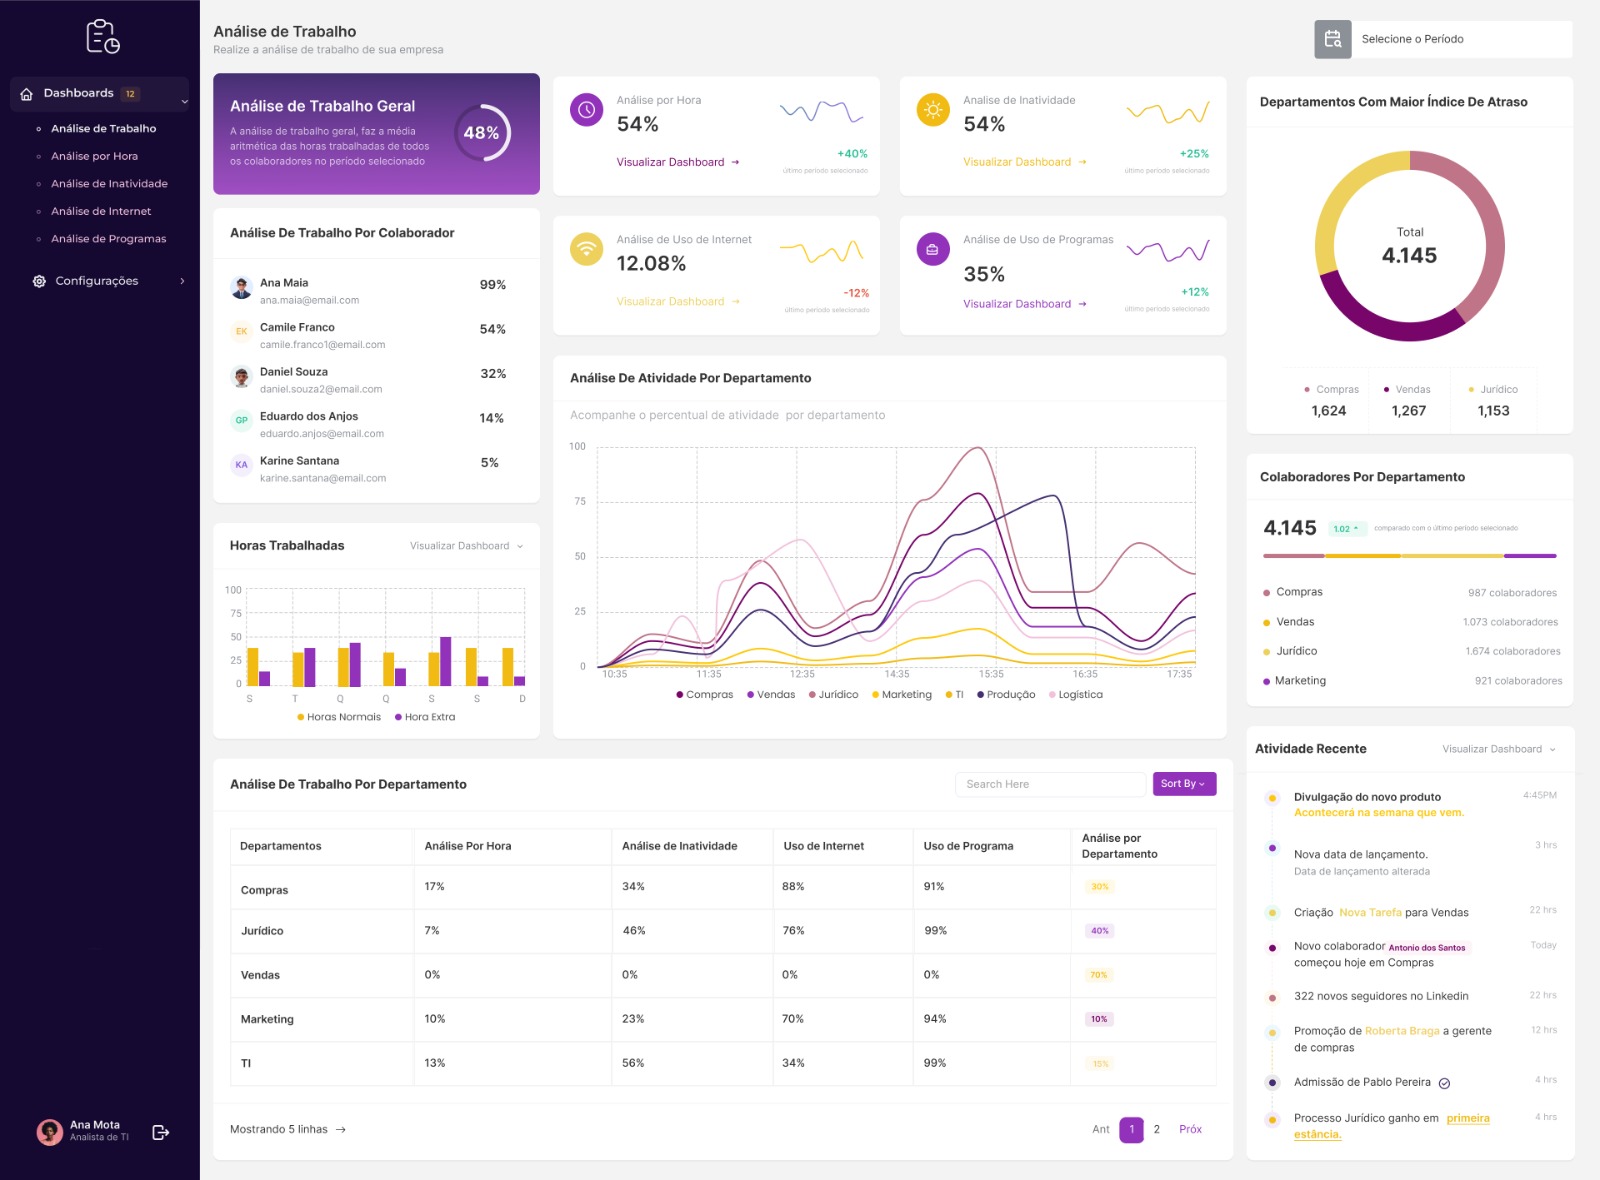 Dashboards 12
Análise de Trabalho
Análise por Hora
Análise de Inatividade
Análise de Internet
Análise de Programas
Configurações
Ana Mota
Analista de TI
Análise de Trabalho
Realize a análise de trabalho de sua empresa
Selecione o Período
Análise de Trabalho Geral
A análise de trabalho geral, faz a média
aritmética das horas trabalhadas de todos
os colaboradores no período selecionado
48%
Análise por Hora
54%
Visualizar Dashboard →
+40%
último período selecionado
Analise de Inatividade
54%
Visualizar Dashboard →
+25%
último período selecionado
Análise de Uso de Internet
12.08%
Visualizar Dashboard →
-12%
último período selecionado
Análise de Uso de Programas
35%
Visualizar Dashboard →
+12%
último período selecionado
Departamentos Com Maior Índice De Atraso
Total
4.145
Compras Vendas Jurídico
1,624 1,267 1,153
Análise De Trabalho Por Colaborador
Ana Maia 99%
ana.maia@email.com
EK Camile Franco 54%
camile.franco1@email.com
Daniel Souza 32%
daniel.souza2@email.com
GP Eduardo dos Anjos 14%
eduardo.anjos@email.com
KA Karine Santana 5%
karine.santana@email.com
Análise De Atividade Por Departamento
Acompanhe o percentual de atividade por departamento
100
75
50
25
0
10:35 11:35 12:35 14:35 15:35 16:35 17:35
Compras Vendas Jurídico Marketing TI Produção Logística
Horas Trabalhadas Visualizar Dashboard
100
75
50
25
0
S T Q Q S S D
Horas Normais Hora Extra
Colaboradores Por Departamento
4.145 1.02 comparado com o último período selecionado
Compras 987 colaboradores
Vendas 1.073 colaboradores
Jurídico 1.674 colaboradores
Marketing 921 colaboradores
Análise De Trabalho Por Departamento Search Here Sort By
Departamentos Análise Por Hora Análise de Inatividade Uso de Internet Uso de Programa Análise por
Departamento
Compras 17% 34% 88% 91% 30%
Jurídico 7% 46% 76% 99% 40%
Vendas 0% 0% 0% 0% 70%
Marketing 10% 23% 70% 94% 10%
TI 13% 56% 34% 99% 15%
Mostrando 5 linhas → Ant 1 2 Próx
Atividade Recente Visualizar Dashboard
Divulgação do novo produto 4:45PM
Acontecerá na semana que vem.
Nova data de lançamento. 3 hrs
Data de lançamento alterada
Criação Nova Tarefa para Vendas 22 hrs
Novo colaborador Antonio dos Santos Today
começou hoje em Compras
322 novos seguidores no Linkedin 22 hrs
Promoção de Roberta Braga a gerente 12 hrs
de compras
Admissão de Pablo Pereira 4 hrs
Processo Jurídico ganho em primeira 4 hrs
estância.